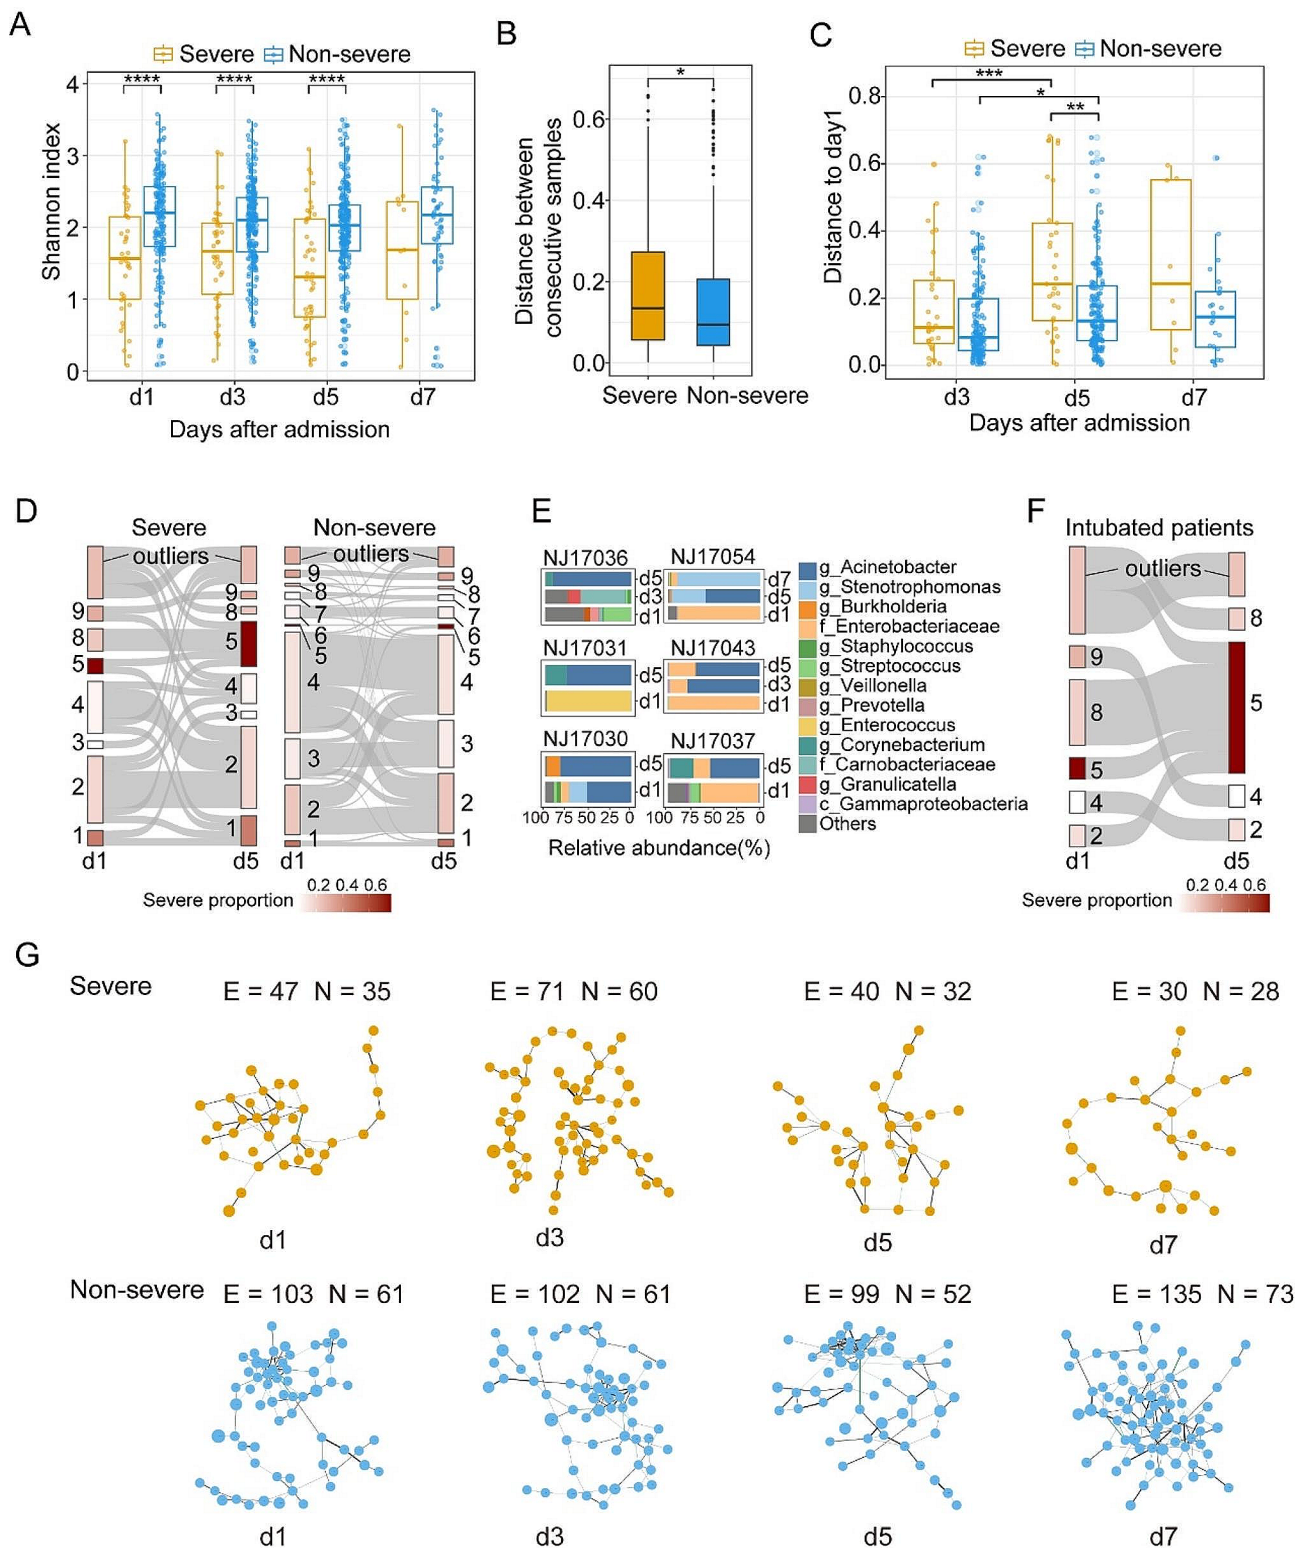 A
Severe Non-severe
**** **** ****
4
3
2
1
0
Shannon index
d1 d3 d5 d7
Days after admission
B
*
0.6
0.4
0.2
0.0
Distance between
consecutive samples
Severe Non-severe
C
Severe Non-severe
***
*
**
0.8
0.6
0.4
0.2
0.0
Distance to day1
d3 d5 d7
Days after admission
D
Severe
outliers
9
8
5
4
3
2
1
9
8
5
4
3
2
1
d1 d5
Non-severe
outliers
9
8
7
6
5
4
3
2
1
9
8
7
6
5
4
3
2
1
d1 d5
0.2 0.4 0.6
Severe proportion
E
NJ17036
d5
d3
d1
NJ17054
d7
d5
d1
NJ17031
d5
d1
NJ17043
d5
d3
d1
NJ17030
d5
d1
NJ17037
d5
d1
100 75 50 25 0
100 75 50 25 0
Relative abundance(%)
g_Acinetobacter
g_Stenotrophomonas
g_Burkholderia
f_Enterobacteriaceae
g_Staphylococcus
g_Streptococcus
g_Veillonella
g_Prevotella
g_Enterococcus
g_Corynebacterium
f_Carnobacteriaceae
g_Granulicatella
c_Gammaproteobacteria
Others
F
Intubated patients
outliers
9
8
5
4
2
8
5
4
2
d1 d5
0.2 0.4 0.6
Severe proportion
G
Severe
E = 47 N = 35
E = 71 N = 60
E = 40 N = 32
E = 30 N = 28
d1 d3 d5 d7
Non-severe
E = 103 N = 61
E = 102 N = 61
E = 99 N = 52
E = 135 N = 73
d1 d3 d5 d7